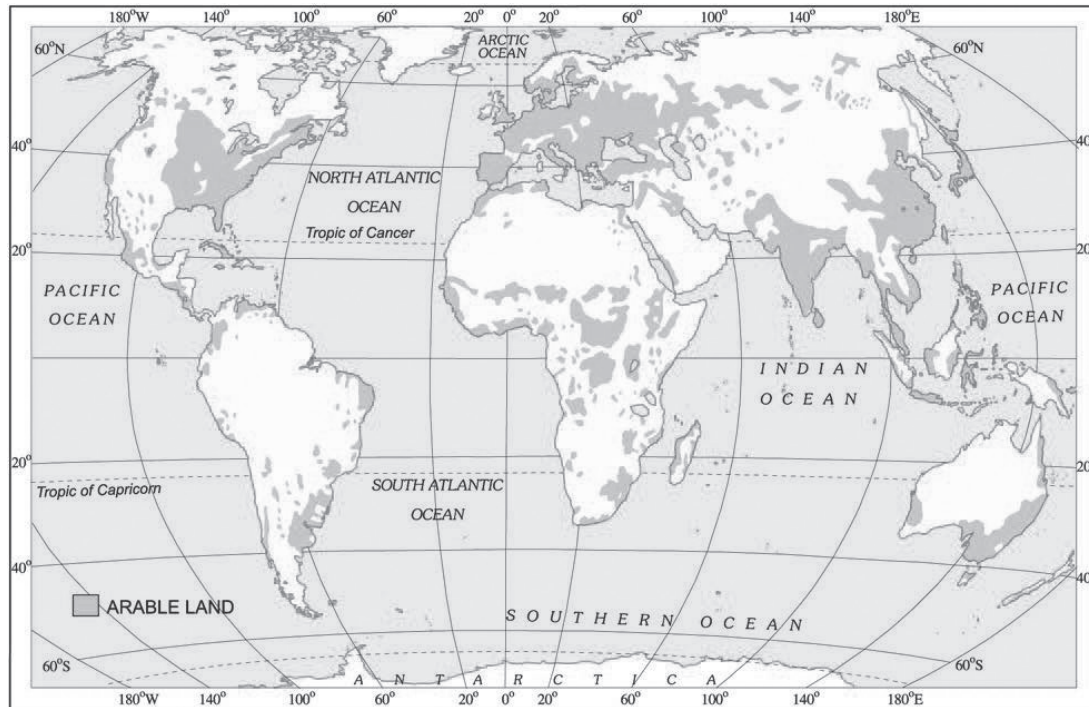 180°W 140° 100° 60° 40° 20° 0° 20° 60° 100° 140° 180°E
60°N
ARCTIC
OCEAN
60°N
40°
40
NORTH ATLANTIC
OCEAN
Tropic of Cancer
20°
20°
PACIFIC
OCEAN
PACIFIC
OCEAN
INDIAN
OCEAN
20°
20°
Tropic of Capricorn
SOUTH ATLANTIC
OCEAN
40°
40
ARABLE LAND
SOUTHERN OCEAN
60°S
60°S
ANTARCTICA
180°W 140° 100° 60° 40° 20° 0° 20° 60° 100° 140° 180°E